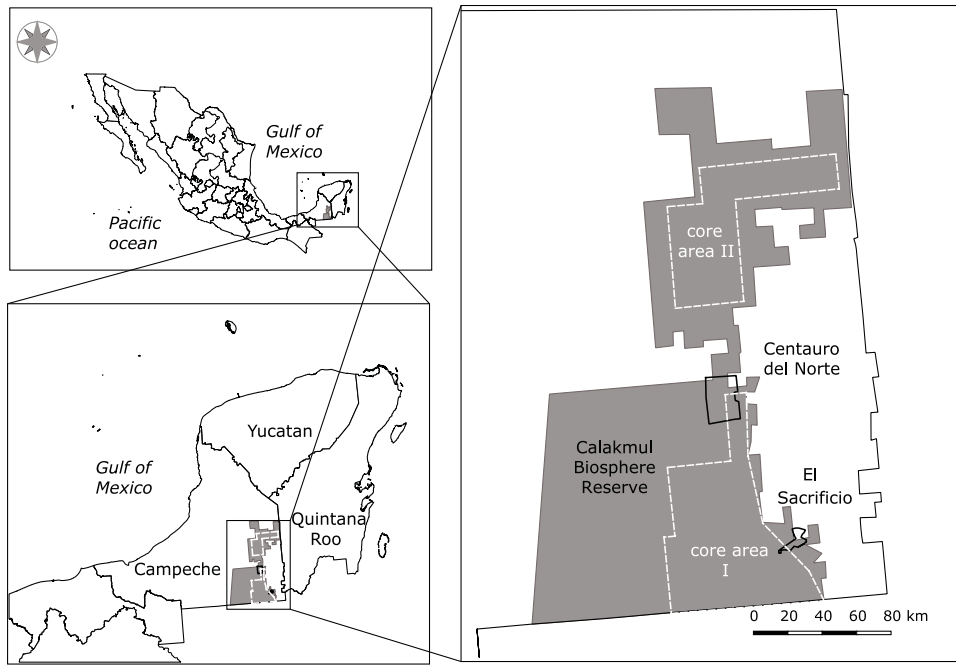 Gulf of
Mexico
Pacific
ocean
Gulf of
Mexico
Yucatan
Quintana
Roo
Campeche
core
area II
Centauro
del Norte
Calakmul
Biosphere
Reserve
El
Sacrificio
core area
I
0 20 40 60 80 km